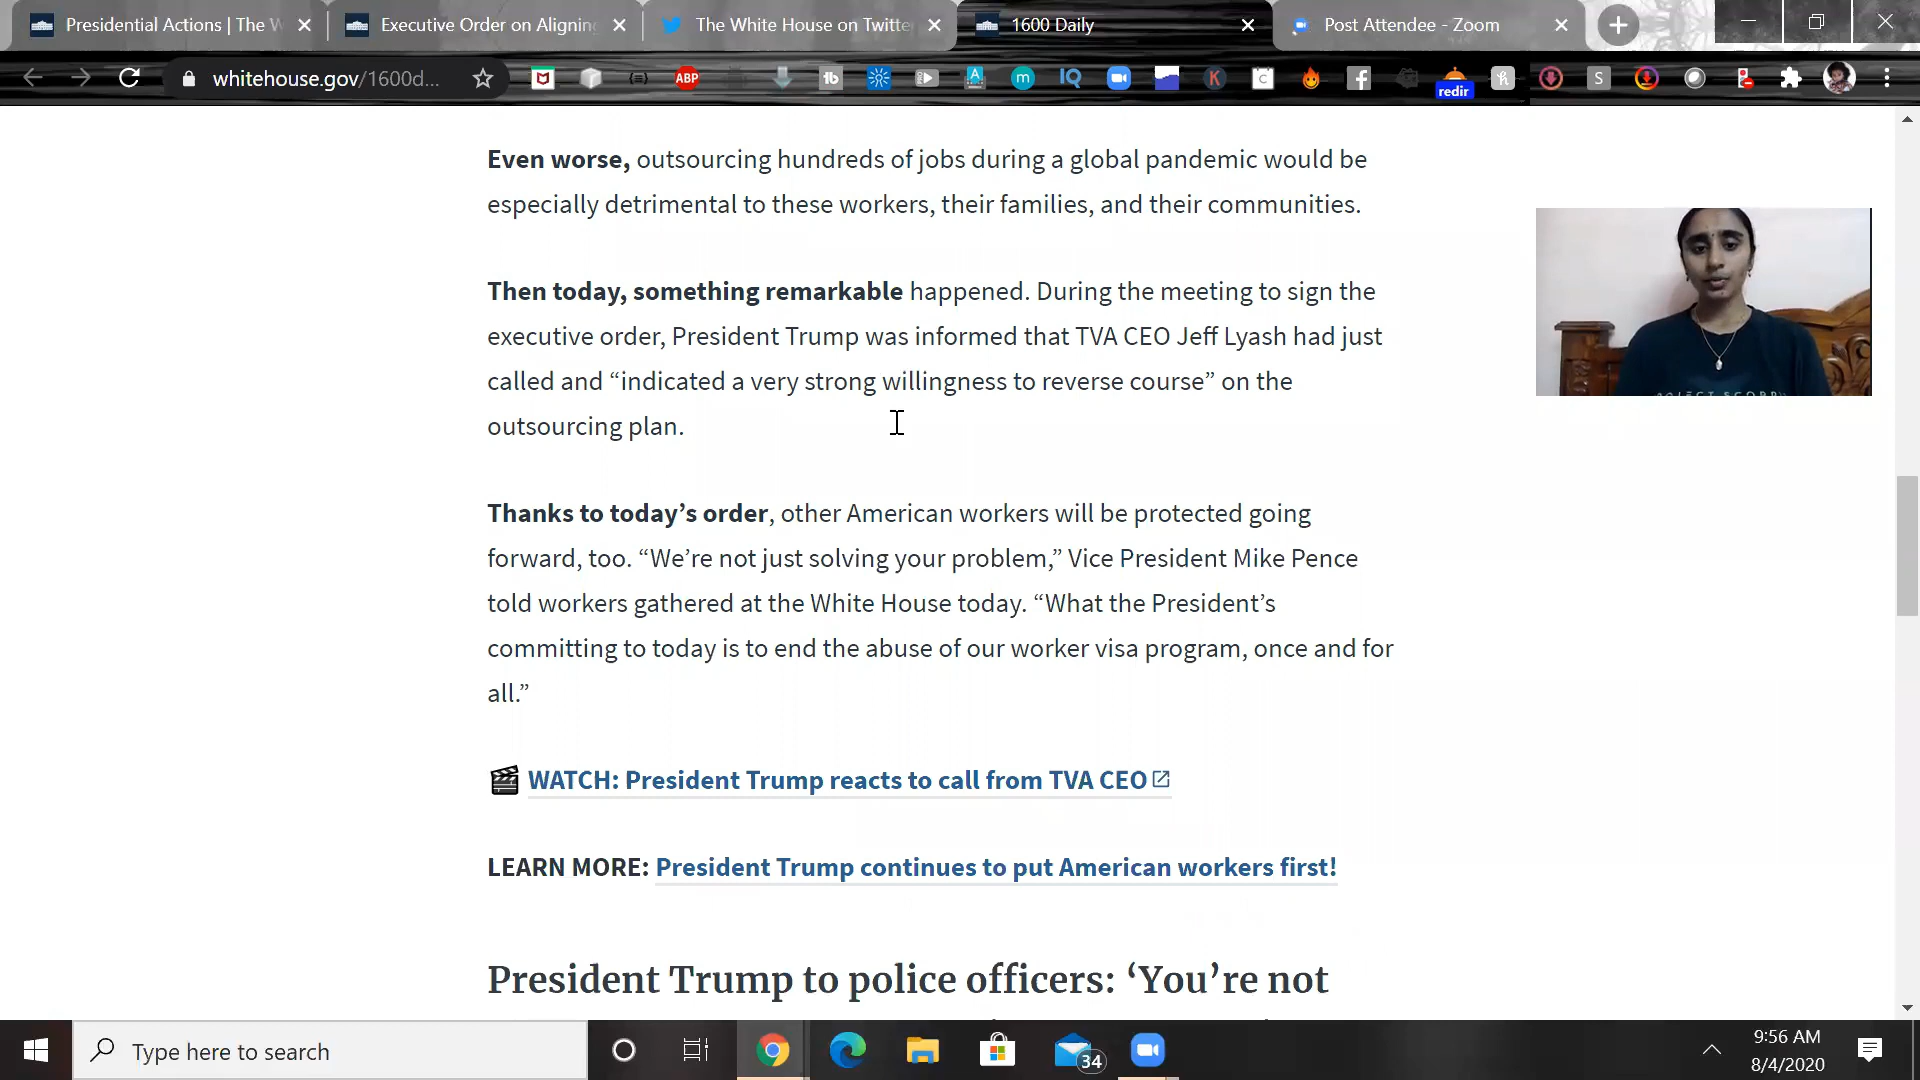 Presidential Actions | The W
Executive Order on Aligning
The White House on Twitte
1600 Daily
Post Attendee - Zoom
whitehouse.gov/1600d...
ABP
tb
A
m
IQ
K
C
S
redir
Even worse, outsourcing hundreds of jobs during a global pandemic would be
especially detrimental to these workers, their families, and their communities.
Then today, something remarkable happened. During the meeting to sign the
executive order, President Trump was informed that TVA CEO Jeff Lyash had just
called and “indicated a very strong willingness to reverse course” on the
outsourcing plan.
Thanks to today’s order, other American workers will be protected going
forward, too. “We’re not just solving your problem,” Vice President Mike Pence
told workers gathered at the White House today. “What the President’s
committing to today is to end the abuse of our worker visa program, once and for
all.”
WATCH: President Trump reacts to call from TVA CEO
LEARN MORE: President Trump continues to put American workers first!
President Trump to police officers: ‘You’re not
Type here to search
34
9:56 AM
8/4/2020